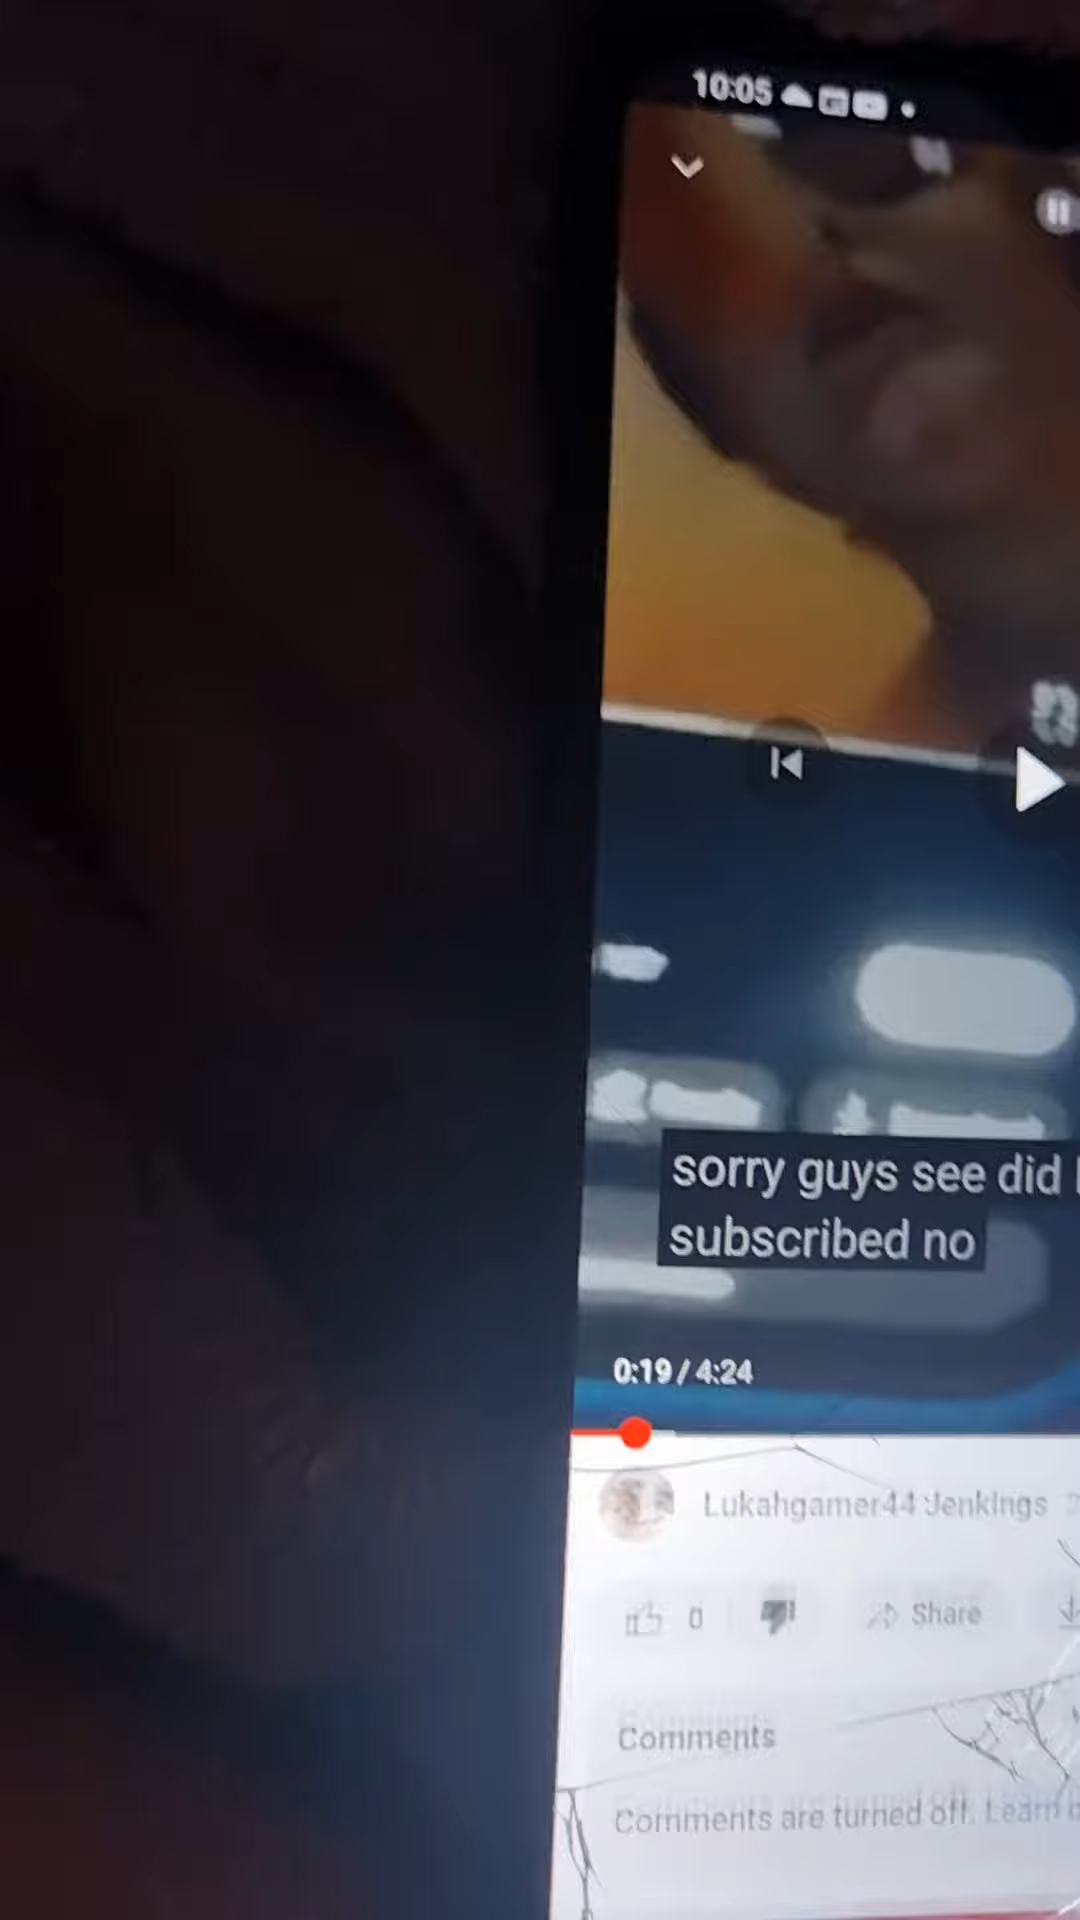 10:05
sorry guys see did
subscribed no
0:19 / 4:24
Lukahgamer44 Jenkings
0
Share
Comments
Comments are turned off. Learn